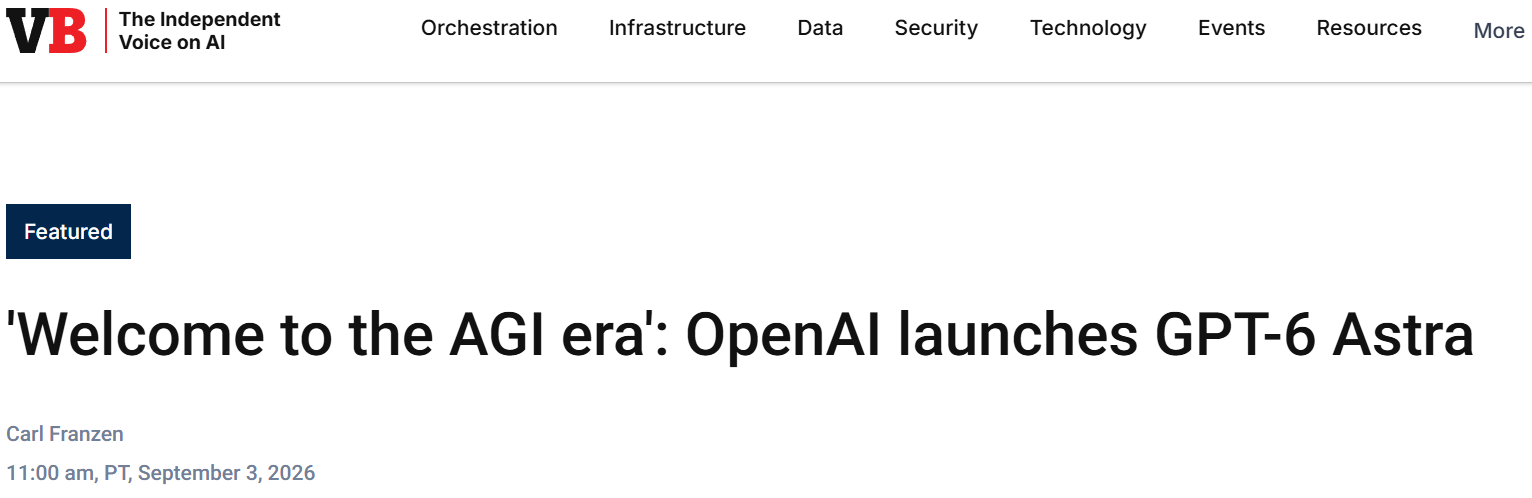 VB
The Independent
Voice on AI
Orchestration Infrastructure Data Security Technology Events Resources More
Featured
'Welcome to the AGI era': OpenAI launches GPT-6 Astra
Carl Franzen
11:00 am, PT, September 3, 2026